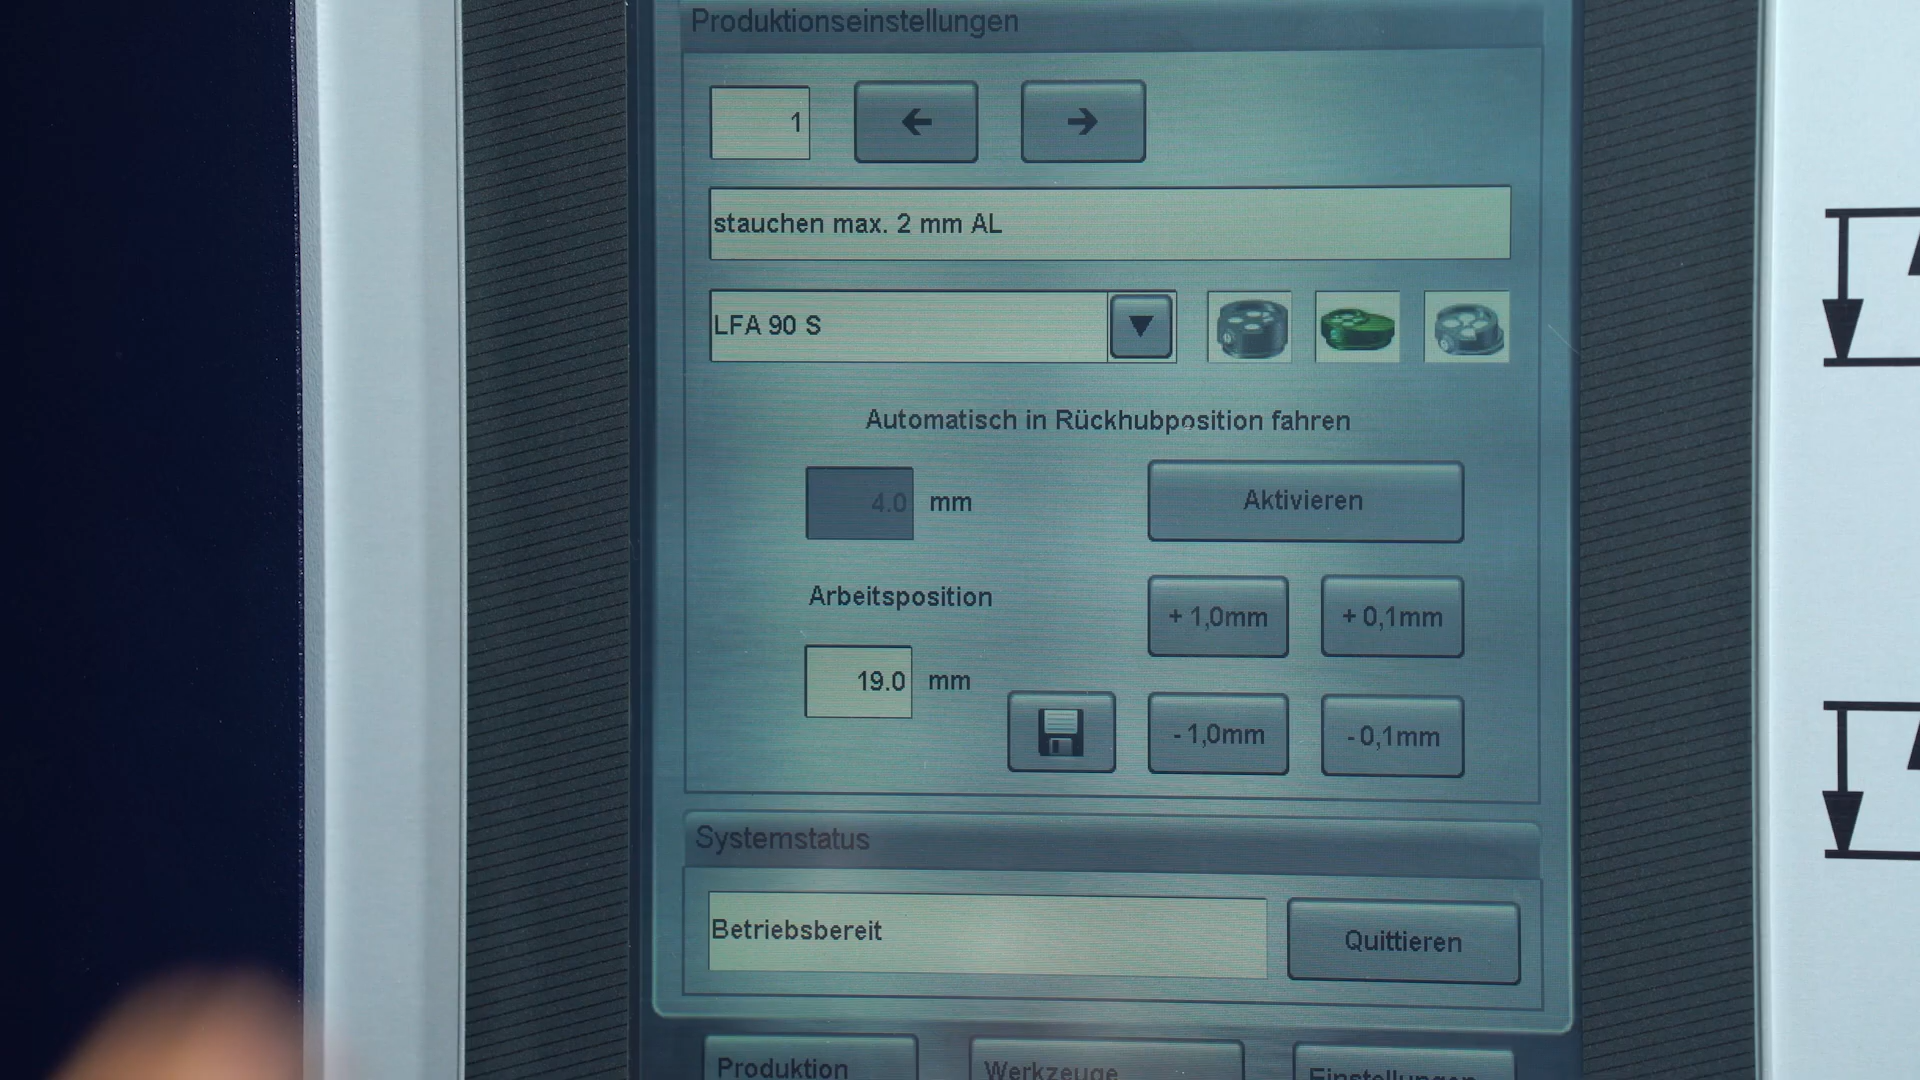 Produktionseinstellungen
1
stauchen max. 2 mm AL
LFA 90 S
Automatisch in Rückhubposition fahren
4.0 mm
Aktivieren
Arbeitsposition
+ 1,0mm
+ 0,1mm
19.0 mm
- 1,0mm
- 0,1mm
Systemstatus
Betriebsbereit
Quittieren
Produktion
Werkzeuge
Einstellungen